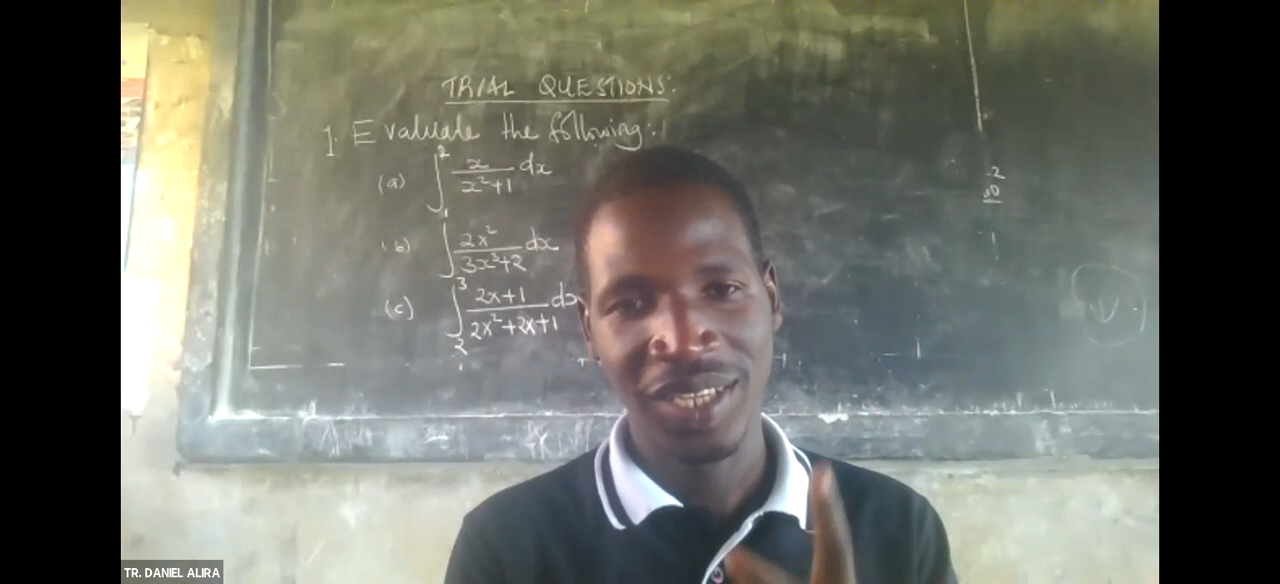 TRIAL QUESTIONS:
1. Evaluate the following:
(a) ∫₁² x/(x²+1) dx
(b) ∫ 2x²/(3x³+2) dx
(c) ∫₂³ (2x+1)/(2x²+2x+1) dx
V
TR. DANIEL ALIRA